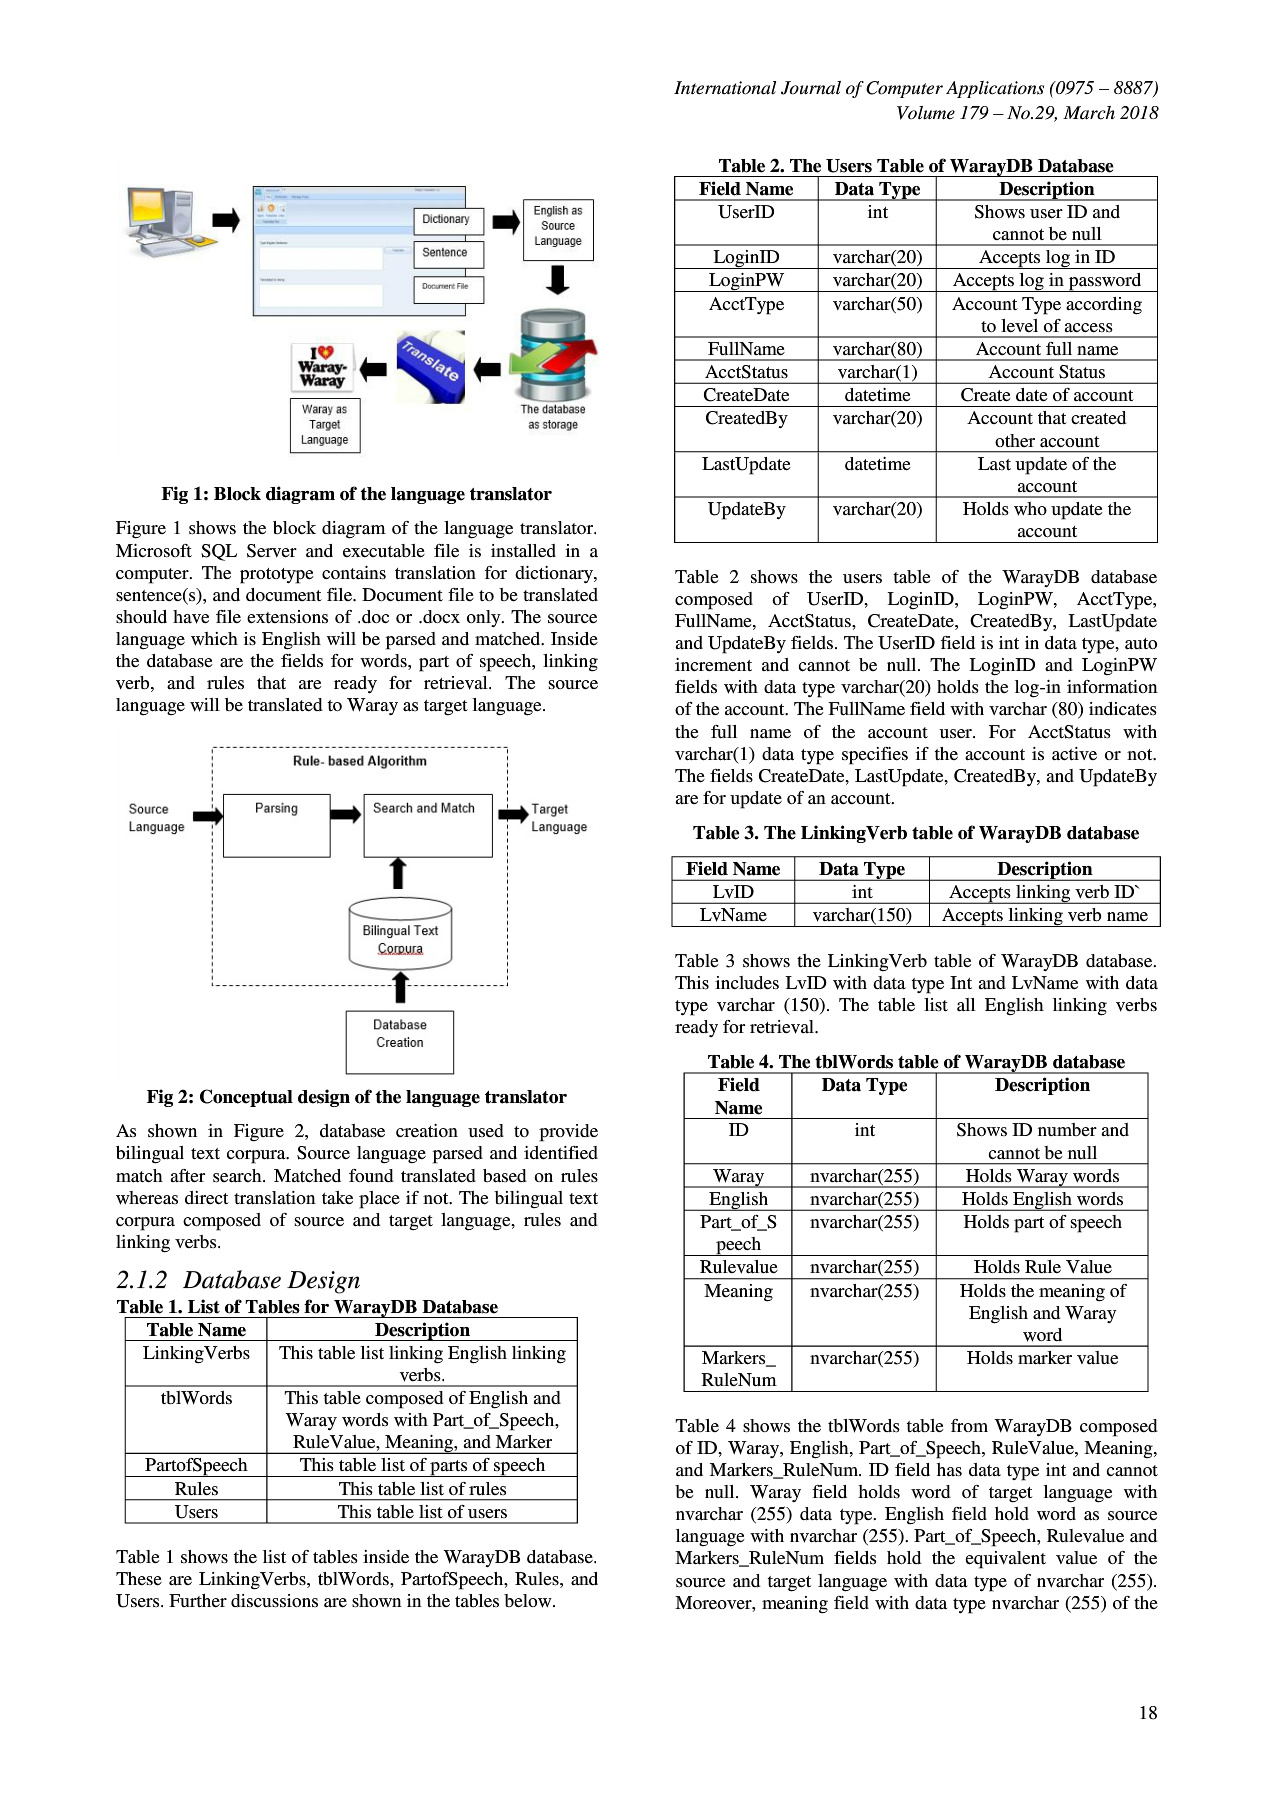 International Journal of Computer Applications (0975 – 8887)
Volume 179 – No.29, March 2018
Dictionary
Sentence
Document File
English as
Source
Language
I
Waray-
Waray
Translate
Waray as
Target
Language
The database
as storage
Fig 1: Block diagram of the language translator
Figure 1 shows the block diagram of the language translator.
Microsoft SQL Server and executable file is installed in a
computer. The prototype contains translation for dictionary,
sentence(s), and document file. Document file to be translated
should have file extensions of .doc or .docx only. The source
language which is English will be parsed and matched. Inside
the database are the fields for words, part of speech, linking
verb, and rules that are ready for retrieval. The source
language will be translated to Waray as target language.
Rule- based Algorithm
Source
Language
Parsing
Search and Match
Target
Language
Bilingual Text
Corpura
Database
Creation
Fig 2: Conceptual design of the language translator
As shown in Figure 2, database creation used to provide
bilingual text corpura. Source language parsed and identified
match after search. Matched found translated based on rules
whereas direct translation take place if not. The bilingual text
corpura composed of source and target language, rules and
linking verbs.
2.1.2 Database Design
Table 1. List of Tables for WarayDB Database
Table Name Description
LinkingVerbs This table list linking English linking
verbs.
tblWords This table composed of English and
Waray words with Part_of_Speech,
RuleValue, Meaning, and Marker
PartofSpeech This table list of parts of speech
Rules This table list of rules
Users This table list of users
Table 1 shows the list of tables inside the WarayDB database.
These are LinkingVerbs, tblWords, PartofSpeech, Rules, and
Users. Further discussions are shown in the tables below.
Table 2. The Users Table of WarayDB Database
Field Name Data Type Description
UserID int Shows user ID and
cannot be null
LoginID varchar(20) Accepts log in ID
LoginPW varchar(20) Accepts log in password
AcctType varchar(50) Account Type according
to level of access
FullName varchar(80) Account full name
AcctStatus varchar(1) Account Status
CreateDate datetime Create date of account
CreatedBy varchar(20) Account that created
other account
LastUpdate datetime Last update of the
account
UpdateBy varchar(20) Holds who update the
account
Table 2 shows the users table of the WarayDB database
composed of UserID, LoginID, LoginPW, AcctType,
FullName, AcctStatus, CreateDate, CreatedBy, LastUpdate
and UpdateBy fields. The UserID field is int in data type, auto
increment and cannot be null. The LoginID and LoginPW
fields with data type varchar(20) holds the log-in information
of the account. The FullName field with varchar (80) indicates
the full name of the account user. For AcctStatus with
varchar(1) data type specifies if the account is active or not.
The fields CreateDate, LastUpdate, CreatedBy, and UpdateBy
are for update of an account.
Table 3. The LinkingVerb table of WarayDB database
Field Name Data Type Description
LvID int Accepts linking verb ID`
LvName varchar(150) Accepts linking verb name
Table 3 shows the LinkingVerb table of WarayDB database.
This includes LvID with data type Int and LvName with data
type varchar (150). The table list all English linking verbs
ready for retrieval.
Table 4. The tblWords table of WarayDB database
Field Data Type Description
Name
ID int Shows ID number and
cannot be null
Waray nvarchar(255) Holds Waray words
English nvarchar(255) Holds English words
Part_of_S nvarchar(255) Holds part of speech
peech
Rulevalue nvarchar(255) Holds Rule Value
Meaning nvarchar(255) Holds the meaning of
English and Waray
word
Markers_ nvarchar(255) Holds marker value
RuleNum
Table 4 shows the tblWords table from WarayDB composed
of ID, Waray, English, Part_of_Speech, RuleValue, Meaning,
and Markers_RuleNum. ID field has data type int and cannot
be null. Waray field holds word of target language with
nvarchar (255) data type. English field hold word as source
language with nvarchar (255). Part_of_Speech, Rulevalue and
Markers_RuleNum fields hold the equivalent value of the
source and target language with data type of nvarchar (255).
Moreover, meaning field with data type nvarchar (255) of the
18